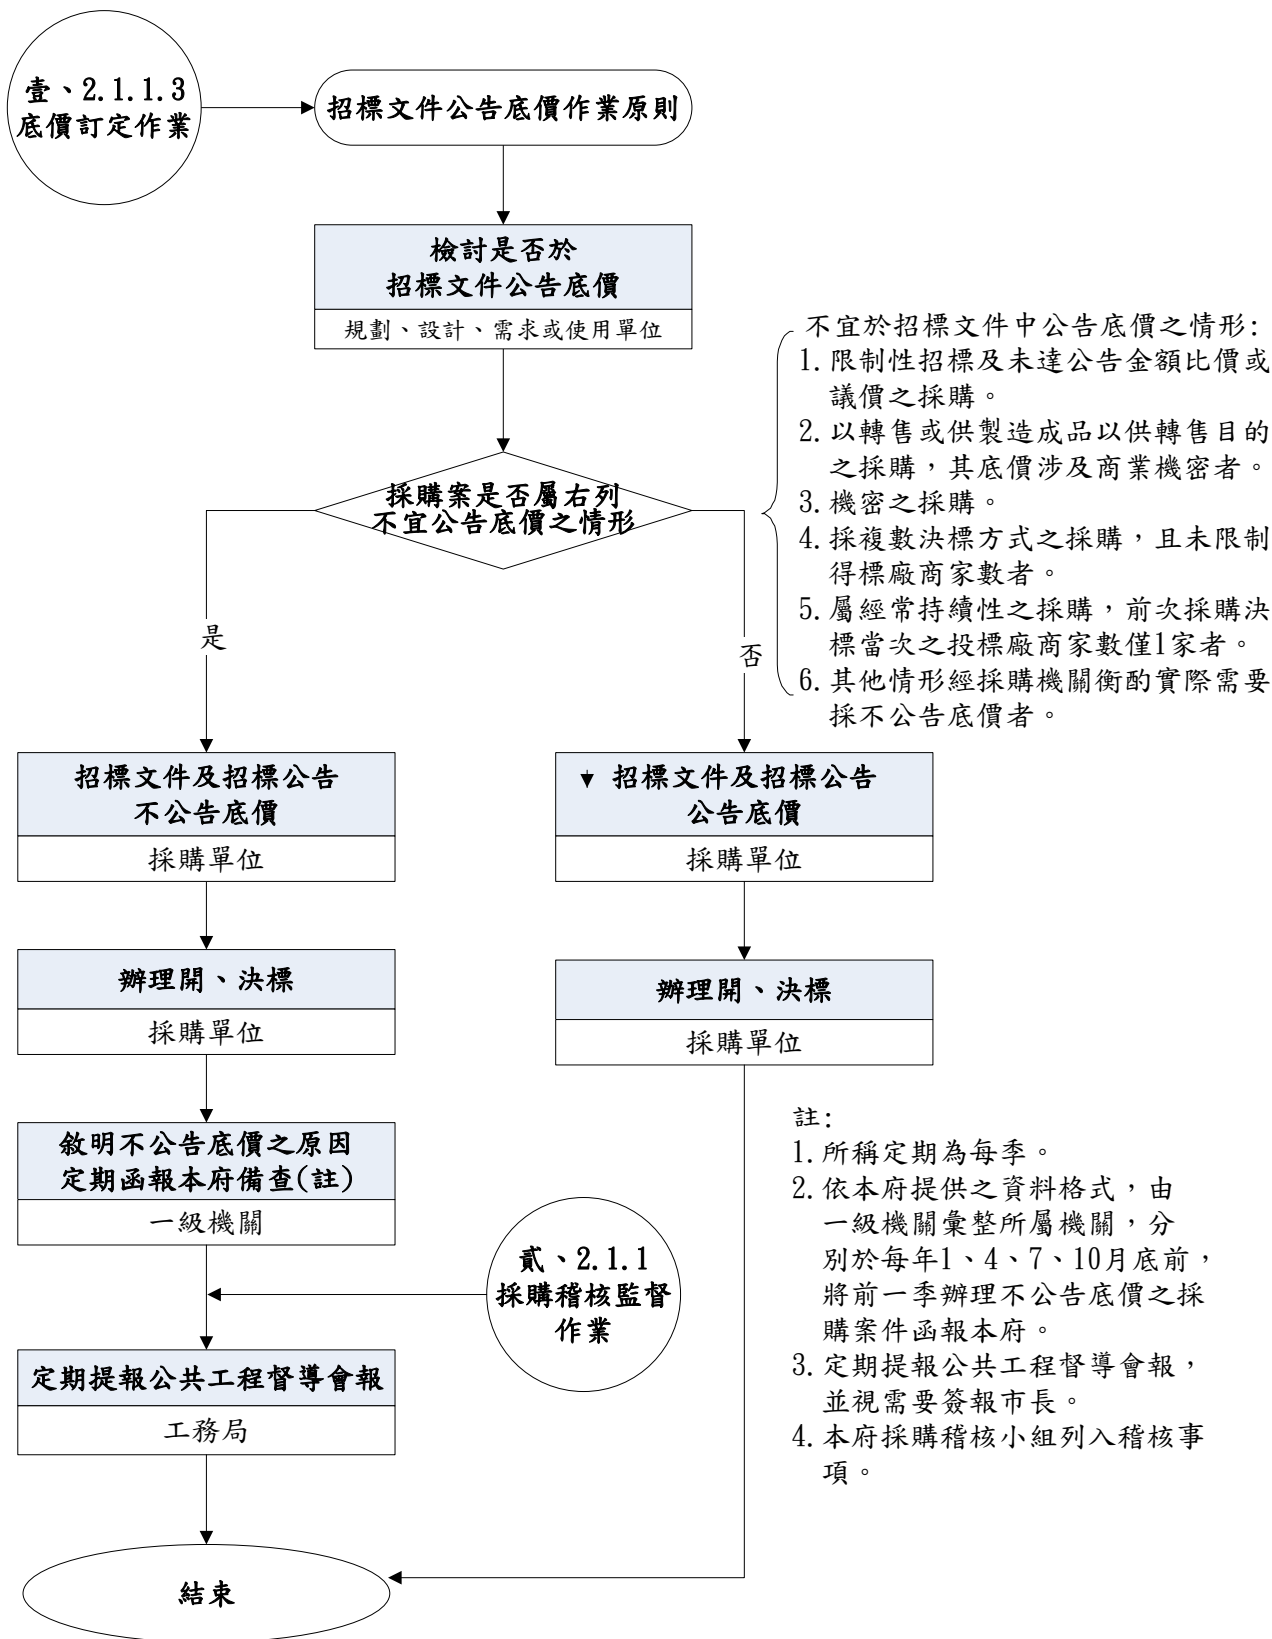 壹、2.1.1.3
底價訂定作業
招標文件公告底價作業原則
檢討是否於
招標文件公告底價
規劃、設計、需求或使用單位
不宜於招標文件中公告底價之情形:
1.限制性招標及未達公告金額比價或
議價之採購。
2.以轉售或供製造成品以供轉售目的
之採購，其底價涉及商業機密者。
3.機密之採購。
4.採複數決標方式之採購，且未限制
得標廠商家數者。
5.屬經常持續性之採購，前次採購決
標當次之投標廠商家數僅1家者。
6.其他情形經採購機關衡酌實際需要
採不公告底價者。
採購案是否屬右列
不宜公告底價之情形
是
否
招標文件及招標公告
不公告底價
採購單位
▼ 招標文件及招標公告
公告底價
採購單位
辦理開、決標
採購單位
辦理開、決標
採購單位
敘明不公告底價之原因
定期函報本府備查(註)
一級機關
貳、2.1.1
採購稽核監督
作業
定期提報公共工程督導會報
工務局
結束
註:
1.所稱定期為每季。
2.依本府提供之資料格式，由
一級機關彙整所屬機關，分
別於每年1、4、7、10月底前，
將前一季辦理不公告底價之採
購案件函報本府。
3.定期提報公共工程督導會報，
並視需要簽報市長。
4.本府採購稽核小組列入稽核事
項。